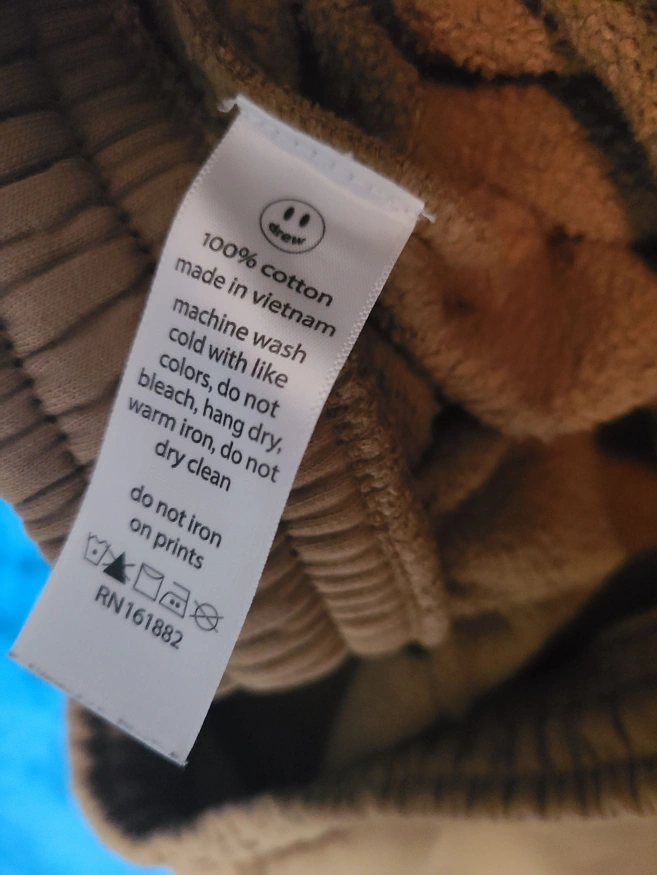 drew
100% cotton
made in vietnam
machine wash
cold with like
colors, do not
bleach, hang dry,
warm iron, do not
dry clean
do not iron
on prints
RN161882